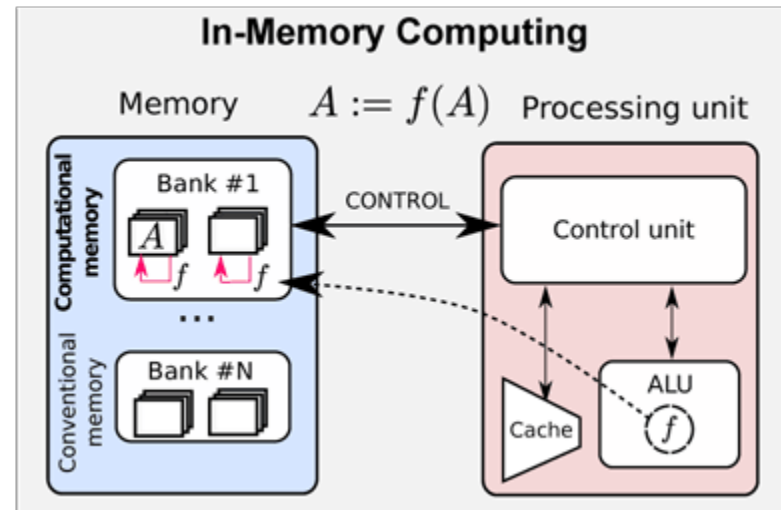 In-Memory Computing
Memory
A := f(A)
Processing unit
Computational
memory
Bank #1
A
f
f
...
Conventional
memory
Bank #N
CONTROL
Control unit
Cache
ALU
f